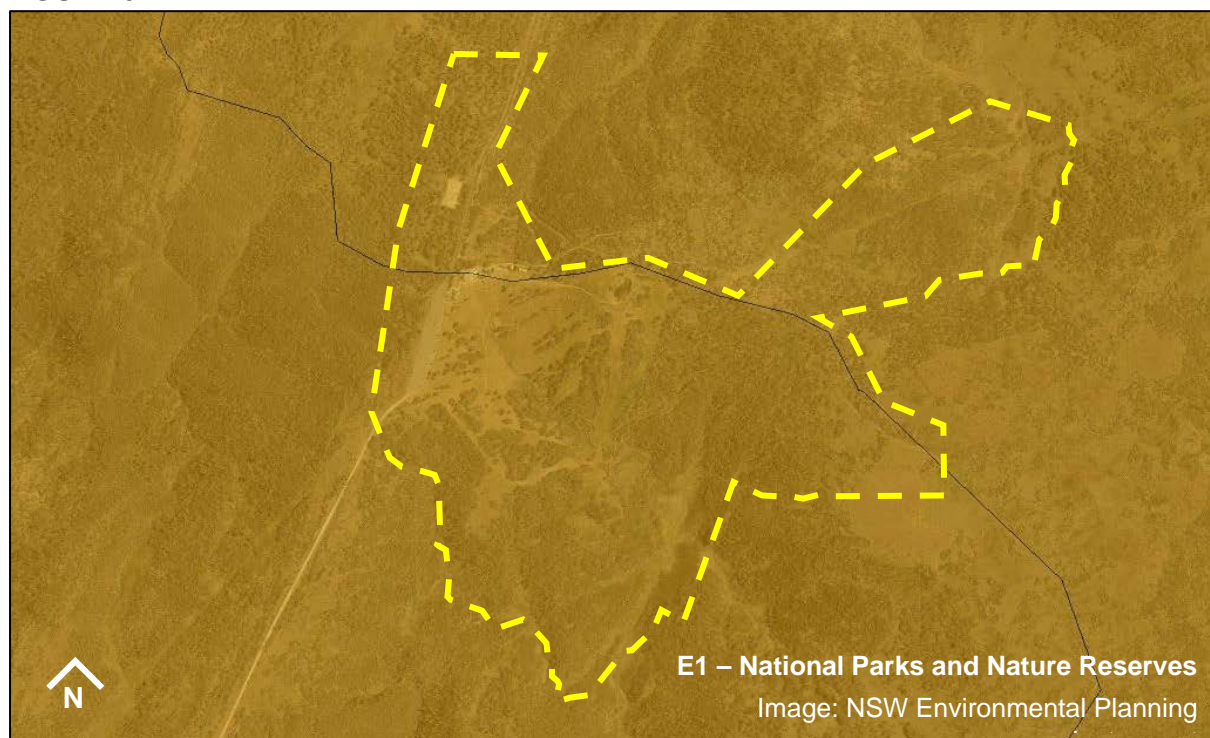 N
E1 – National Parks and Nature Reserves
Image: NSW Environmental Planning